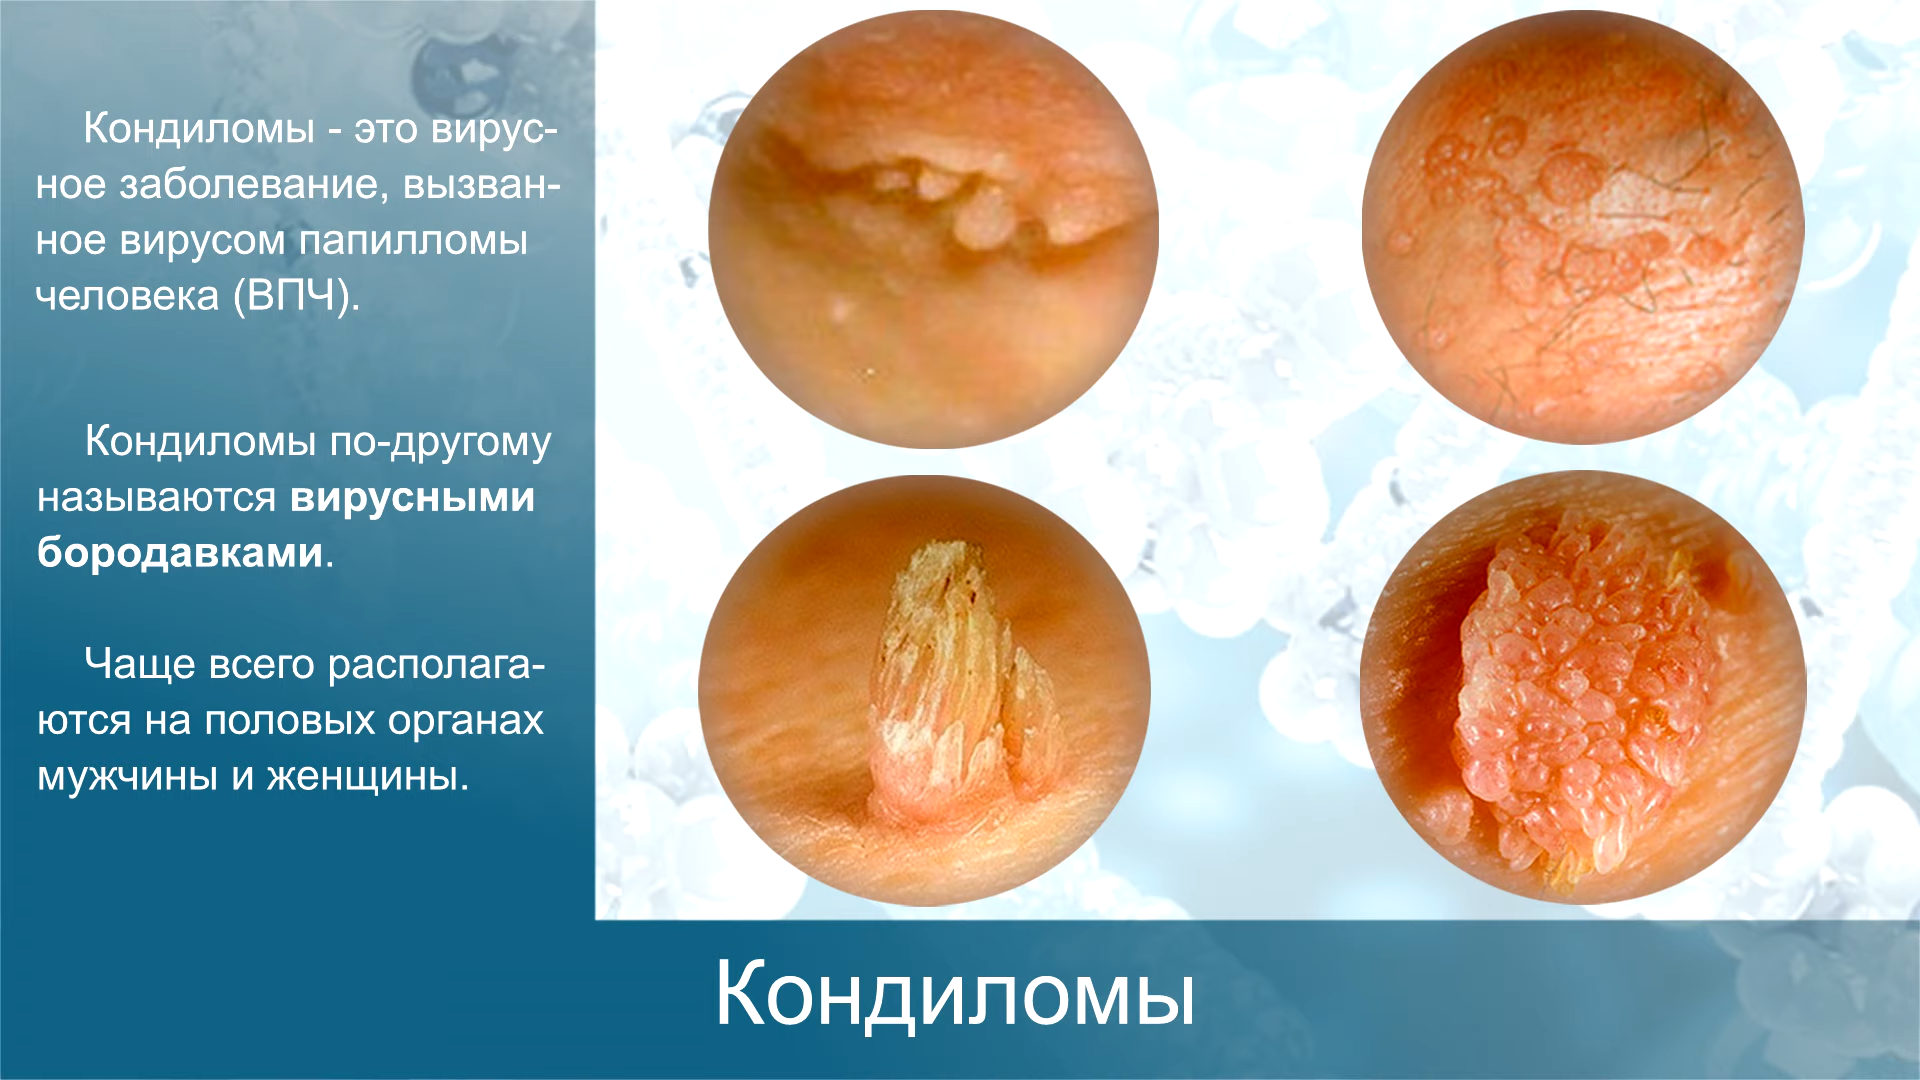 Кондиломы - это вирус-
ное заболевание, вызван-
ное вирусом папилломы
человека (ВПЧ).
Кондиломы по-другому
называются вирусными
бородавками.
Чаще всего располага-
ются на половых органах
мужчины и женщины.
Кондиломы